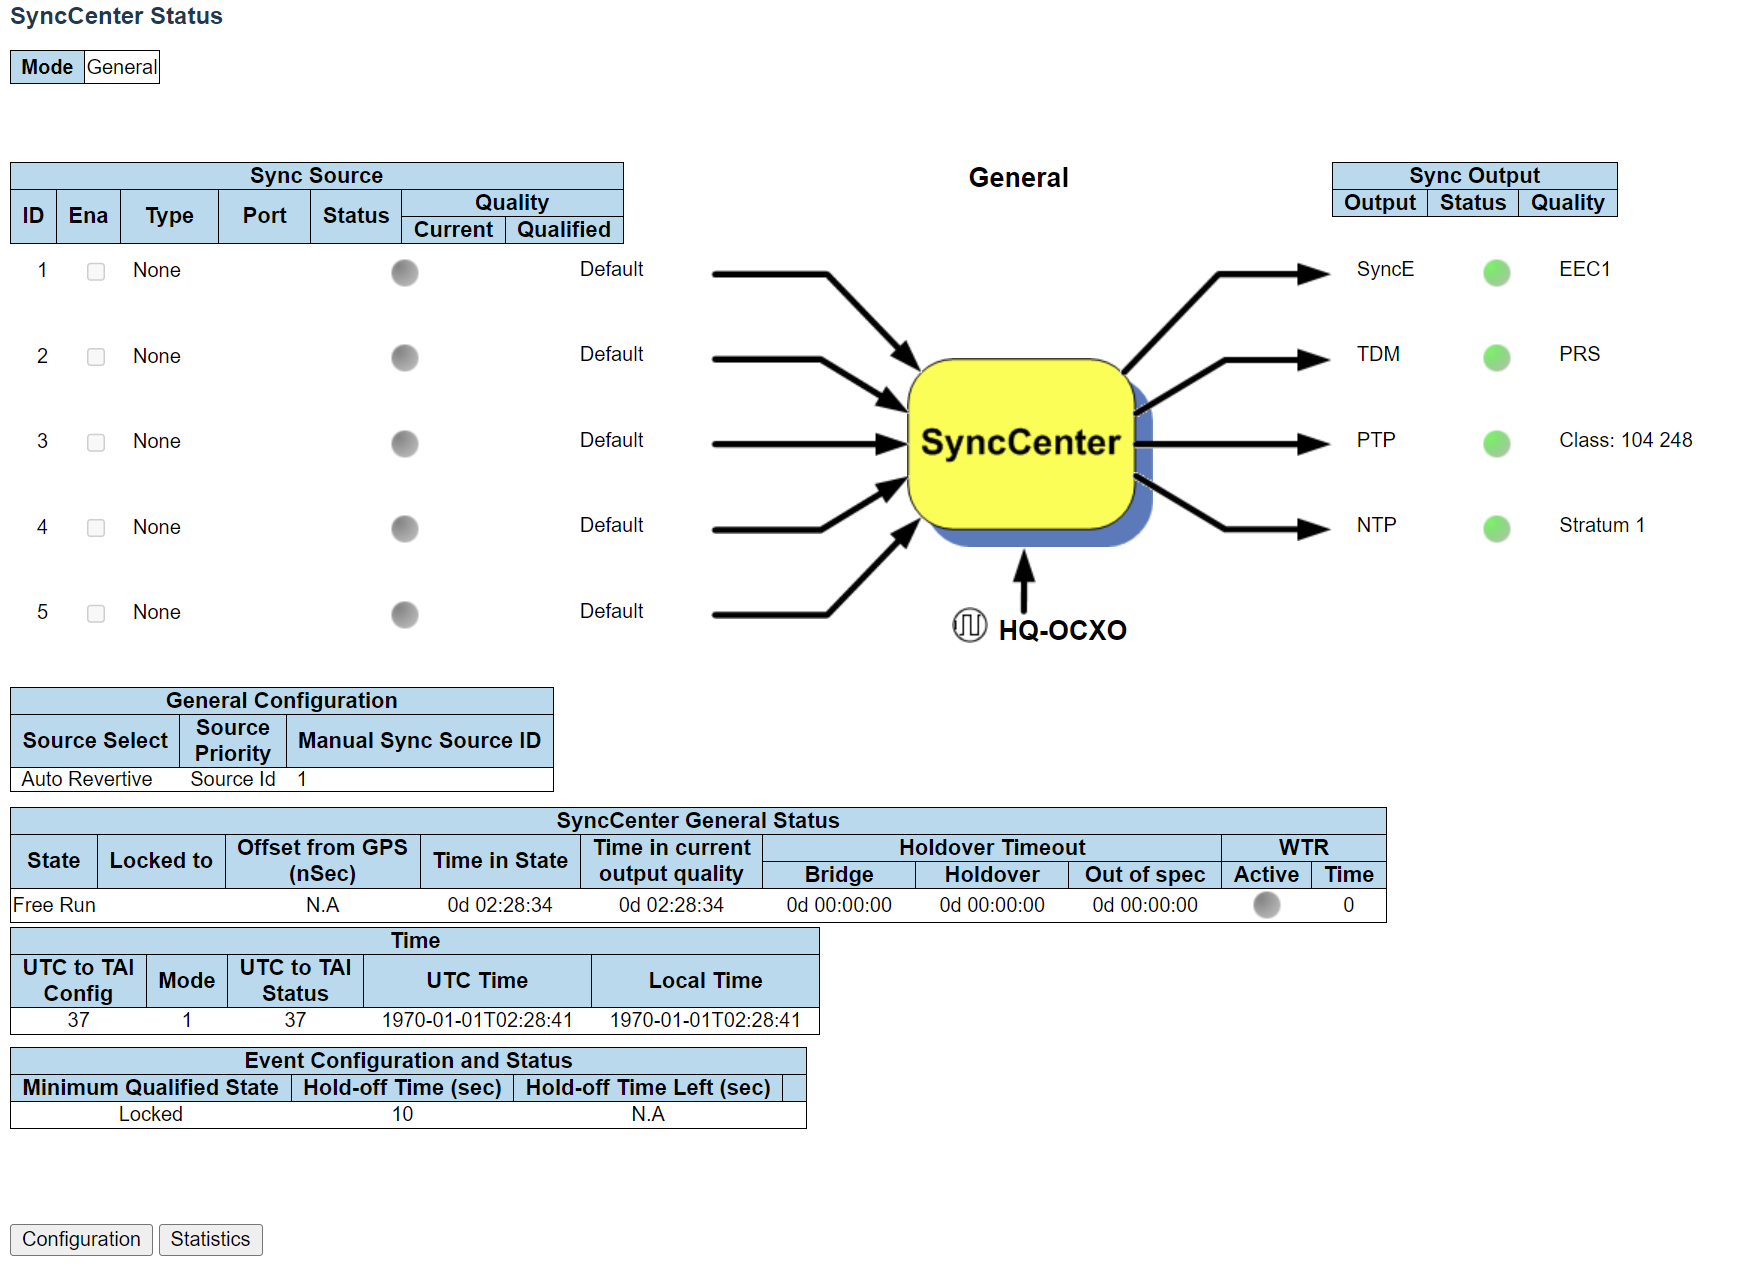 SyncCenter Status
Mode General
General
Sync Source
ID Ena Type Port Status Quality
Current Qualified
1 None Default
2 None Default
3 None Default
4 None Default
5 None Default
SyncCenter
HQ-OCXO
Sync Output
Output Status Quality
SyncE EEC1
TDM PRS
PTP Class: 104 248
NTP Stratum 1
General Configuration
Source Select Source Priority Manual Sync Source ID
Auto Revertive Source Id 1
SyncCenter General Status
State Locked to Offset from GPS (nSec) Time in State Time in current output quality Holdover Timeout WTR
Bridge Holdover Out of spec Active Time
Free Run N.A 0d 02:28:34 0d 02:28:34 0d 00:00:00 0d 00:00:00 0d 00:00:00 0
Time
UTC to TAI Config Mode UTC to TAI Status UTC Time Local Time
37 1 37 1970-01-01T02:28:41 1970-01-01T02:28:41
Event Configuration and Status
Minimum Qualified State Hold-off Time (sec) Hold-off Time Left (sec)
Locked 10 N.A
Configuration Statistics